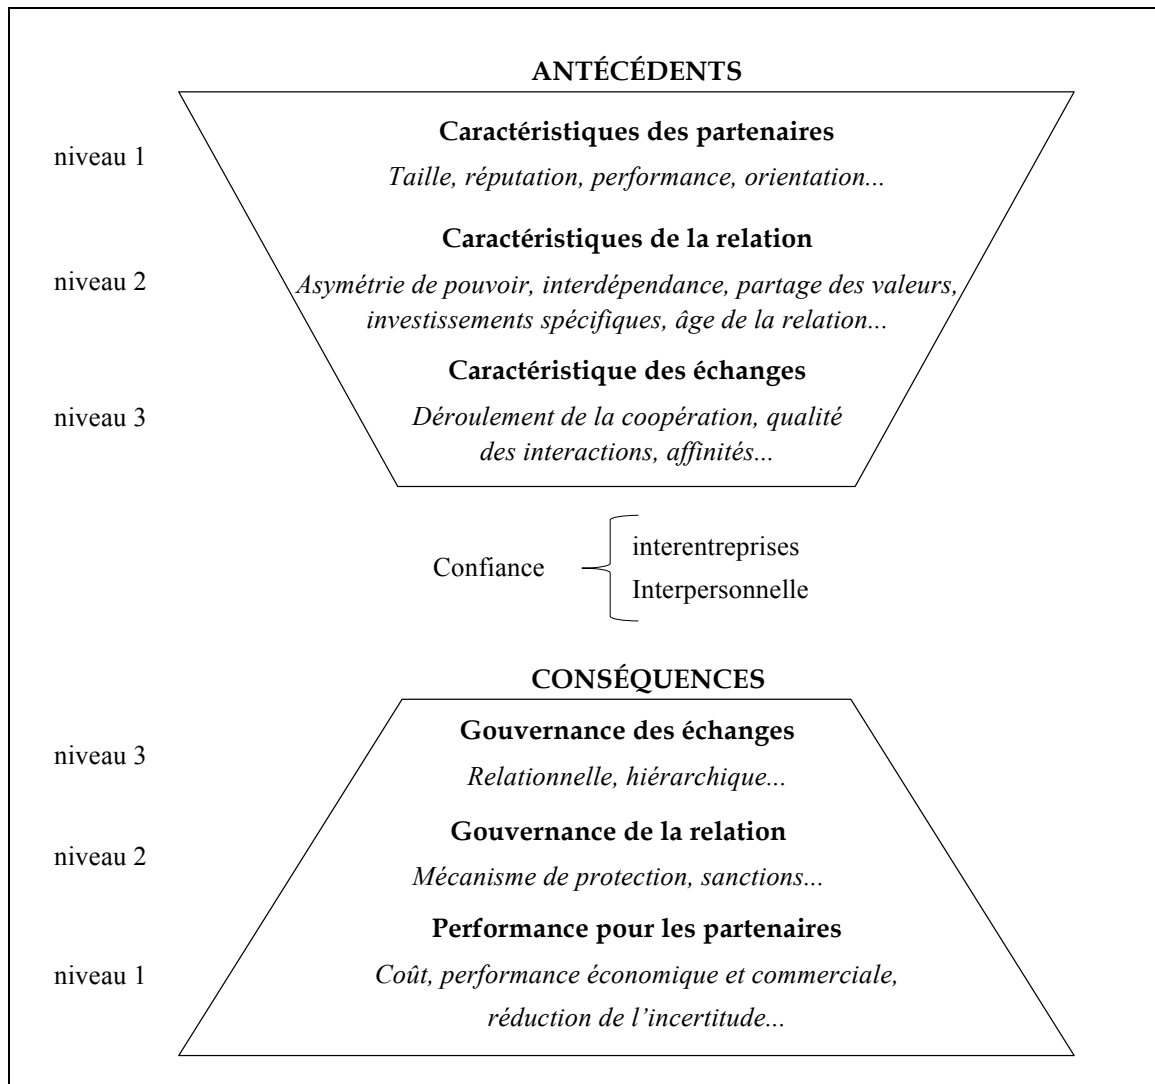 ANTÉCÉDENTS
niveau 1
Caractéristiques des partenaires
Taille, réputation, performance, orientation...
niveau 2
Caractéristiques de la relation
Asymétrie de pouvoir, interdépendance, partage des valeurs,
investissements spécifiques, âge de la relation...
niveau 3
Caractéristique des échanges
Déroulement de la coopération, qualité
des interactions, affinités...
Confiance
interentreprises
Interpersonnelle
CONSÉQUENCES
niveau 3
Gouvernance des échanges
Relationnelle, hiérarchique...
niveau 2
Gouvernance de la relation
Mécanisme de protection, sanctions...
niveau 1
Performance pour les partenaires
Coût, performance économique et commerciale,
réduction de l’incertitude...